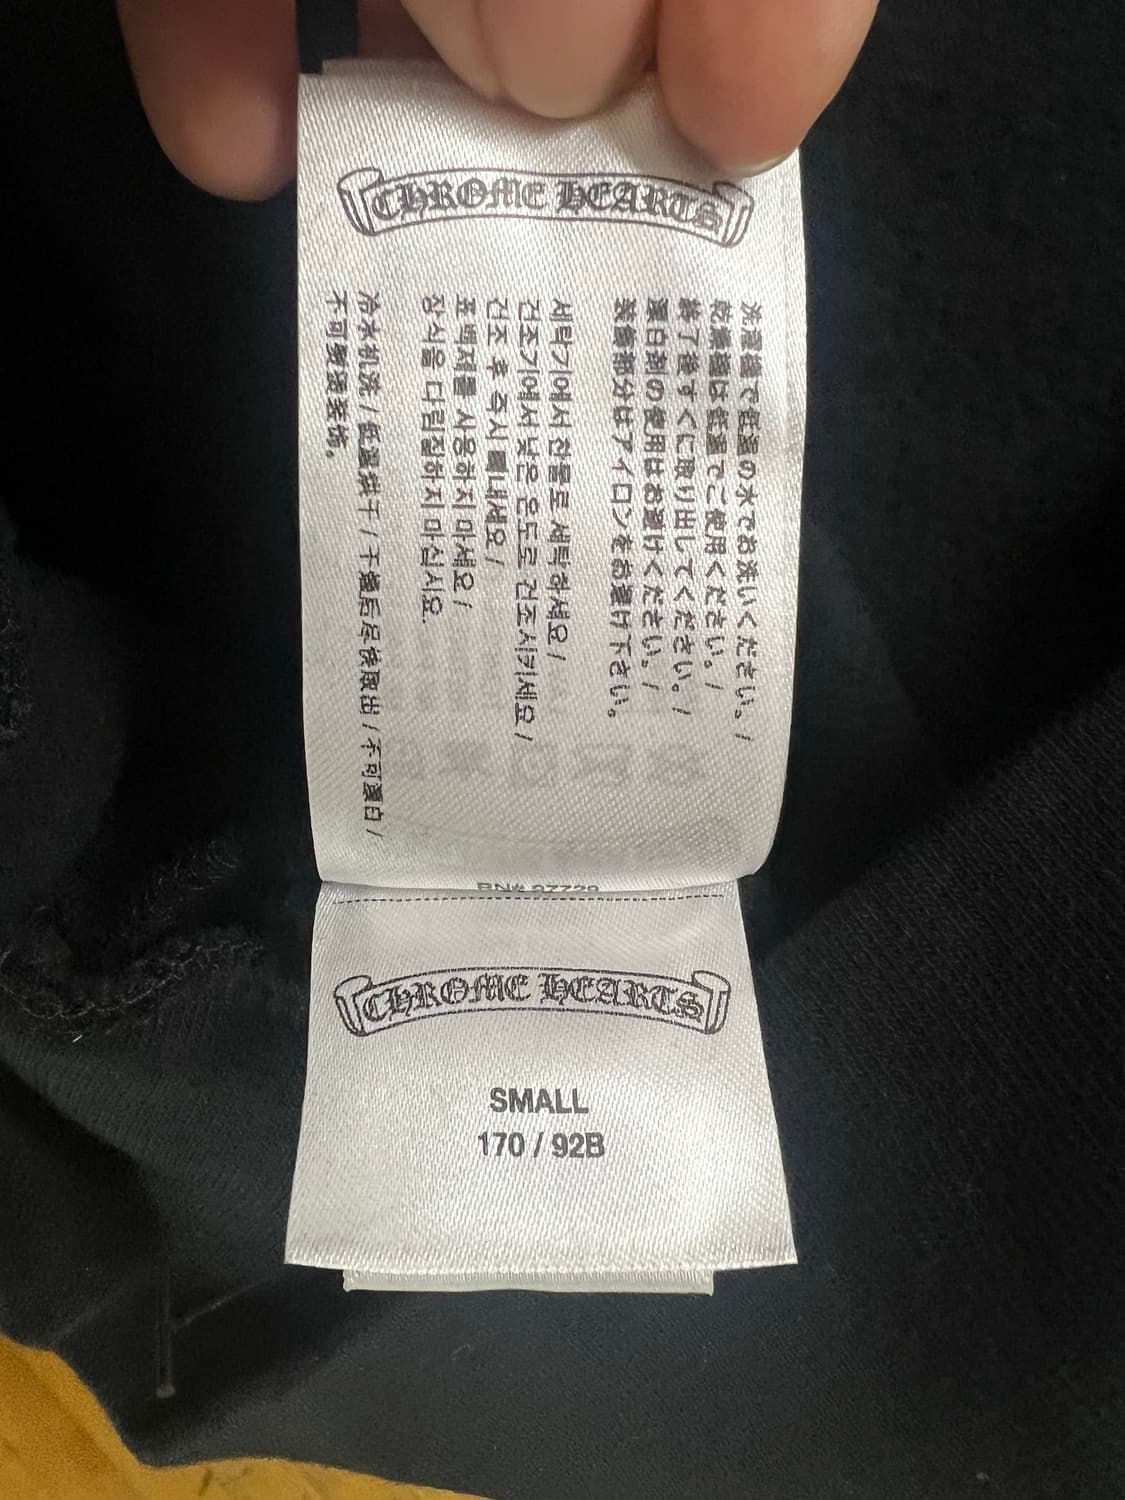 CHROME HEARTS
洗濯機で低温の水でお洗いください。/
乾燥機は低温でご使用ください。/
終了後すぐに取り出してください。/
漂白剤の使用はお避けください。/
装飾部分はアイロンをお避け下さい。
세탁기에서 찬물로 세탁하세요 /
건조기에서 낮은 온도로 건조시키세요 /
건조 후 즉시 꺼내세요 /
표백제를 사용하지 마세요 /
장식을 다림질하지 마십시오.
冷水机洗 / 低温烘干 / 干燥后尽快取出 / 不可漂白 /
不可熨烫装饰。
RN# 97729
CHROME HEARTS
SMALL
170 / 92B